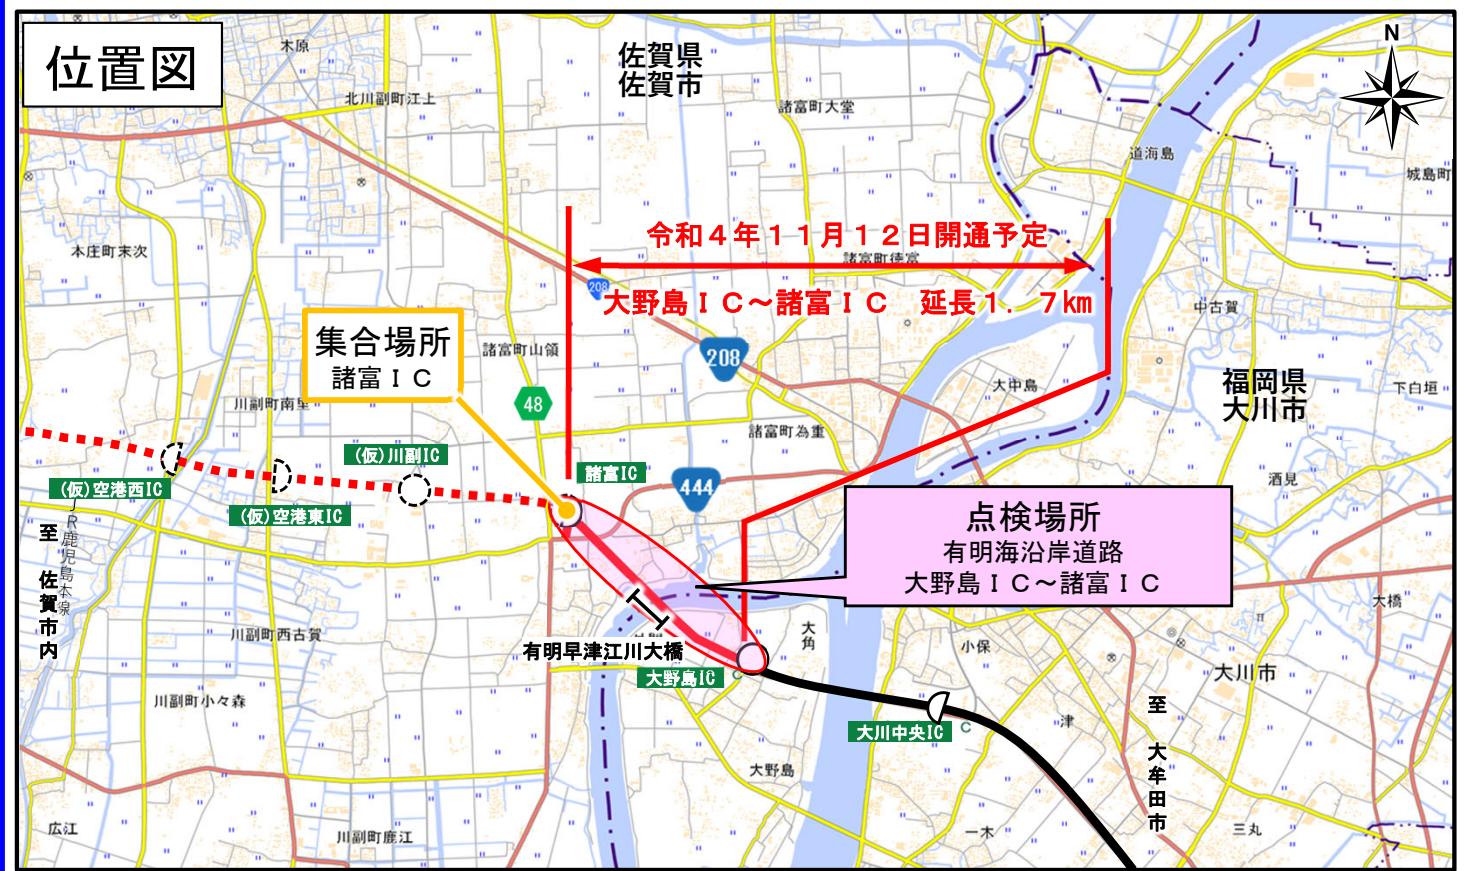 位置図
木原
佐賀県
佐賀市
N
北川副町江上
諸富町大堂
道海島
城島町
本庄町末次
令和４年１１月１２日開通予定
諸富町徳富
208
大野島ＩＣ～諸富ＩＣ　延長１．７km
中古賀
集合場所
諸富ＩＣ
諸富町山領
208
大中島
福岡県
大川市
下白垣
川副町南里
48
諸富町為重
(仮)川副IC
諸富IC
酒見
(仮)空港西IC
444
(仮)空港東IC
点検場所
有明海沿岸道路
大野島ＩＣ～諸富ＩＣ
至　佐賀市内
JR鹿児島本線
大橋
川副町西古賀
有明早津江川大橋
大角
小保
大野島IC
大川市
川副町小々森
至　大牟田市
大川中央IC
津
大野島
広江
川副町鹿江
一木
三丸